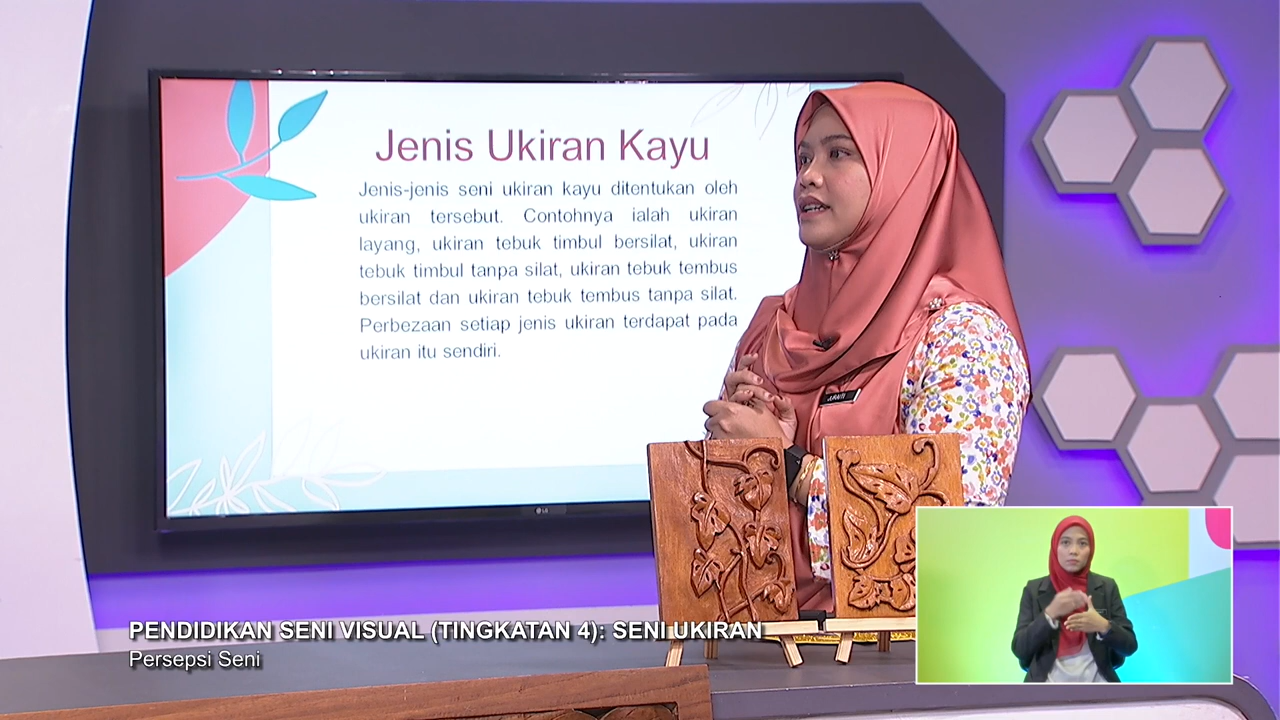 Jenis Ukiran Kayu
Jenis-jenis seni ukiran kayu ditentukan oleh
ukiran tersebut. Contohnya ialah ukiran
layang, ukiran tebuk timbul bersilat, ukiran
tebuk timbul tanpa silat, ukiran tebuk tembus
bersilat dan ukiran tebuk tembus tanpa silat.
Perbezaan setiap jenis ukiran terdapat pada
ukiran itu sendiri.
LG
PENDIDIKAN SENI VISUAL (TINGKATAN 4): SENI UKIRAN
Persepsi Seni